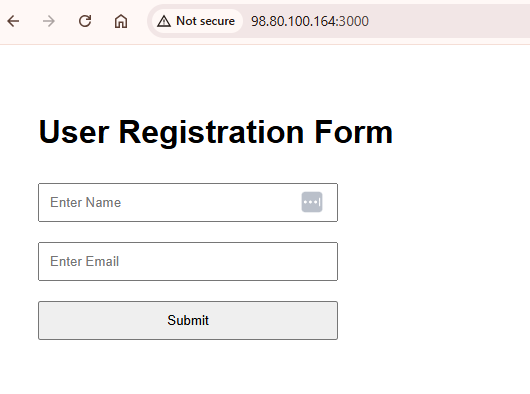 Not secure 98.80.100.164:3000
User Registration Form
Enter Name
Enter Email
Submit